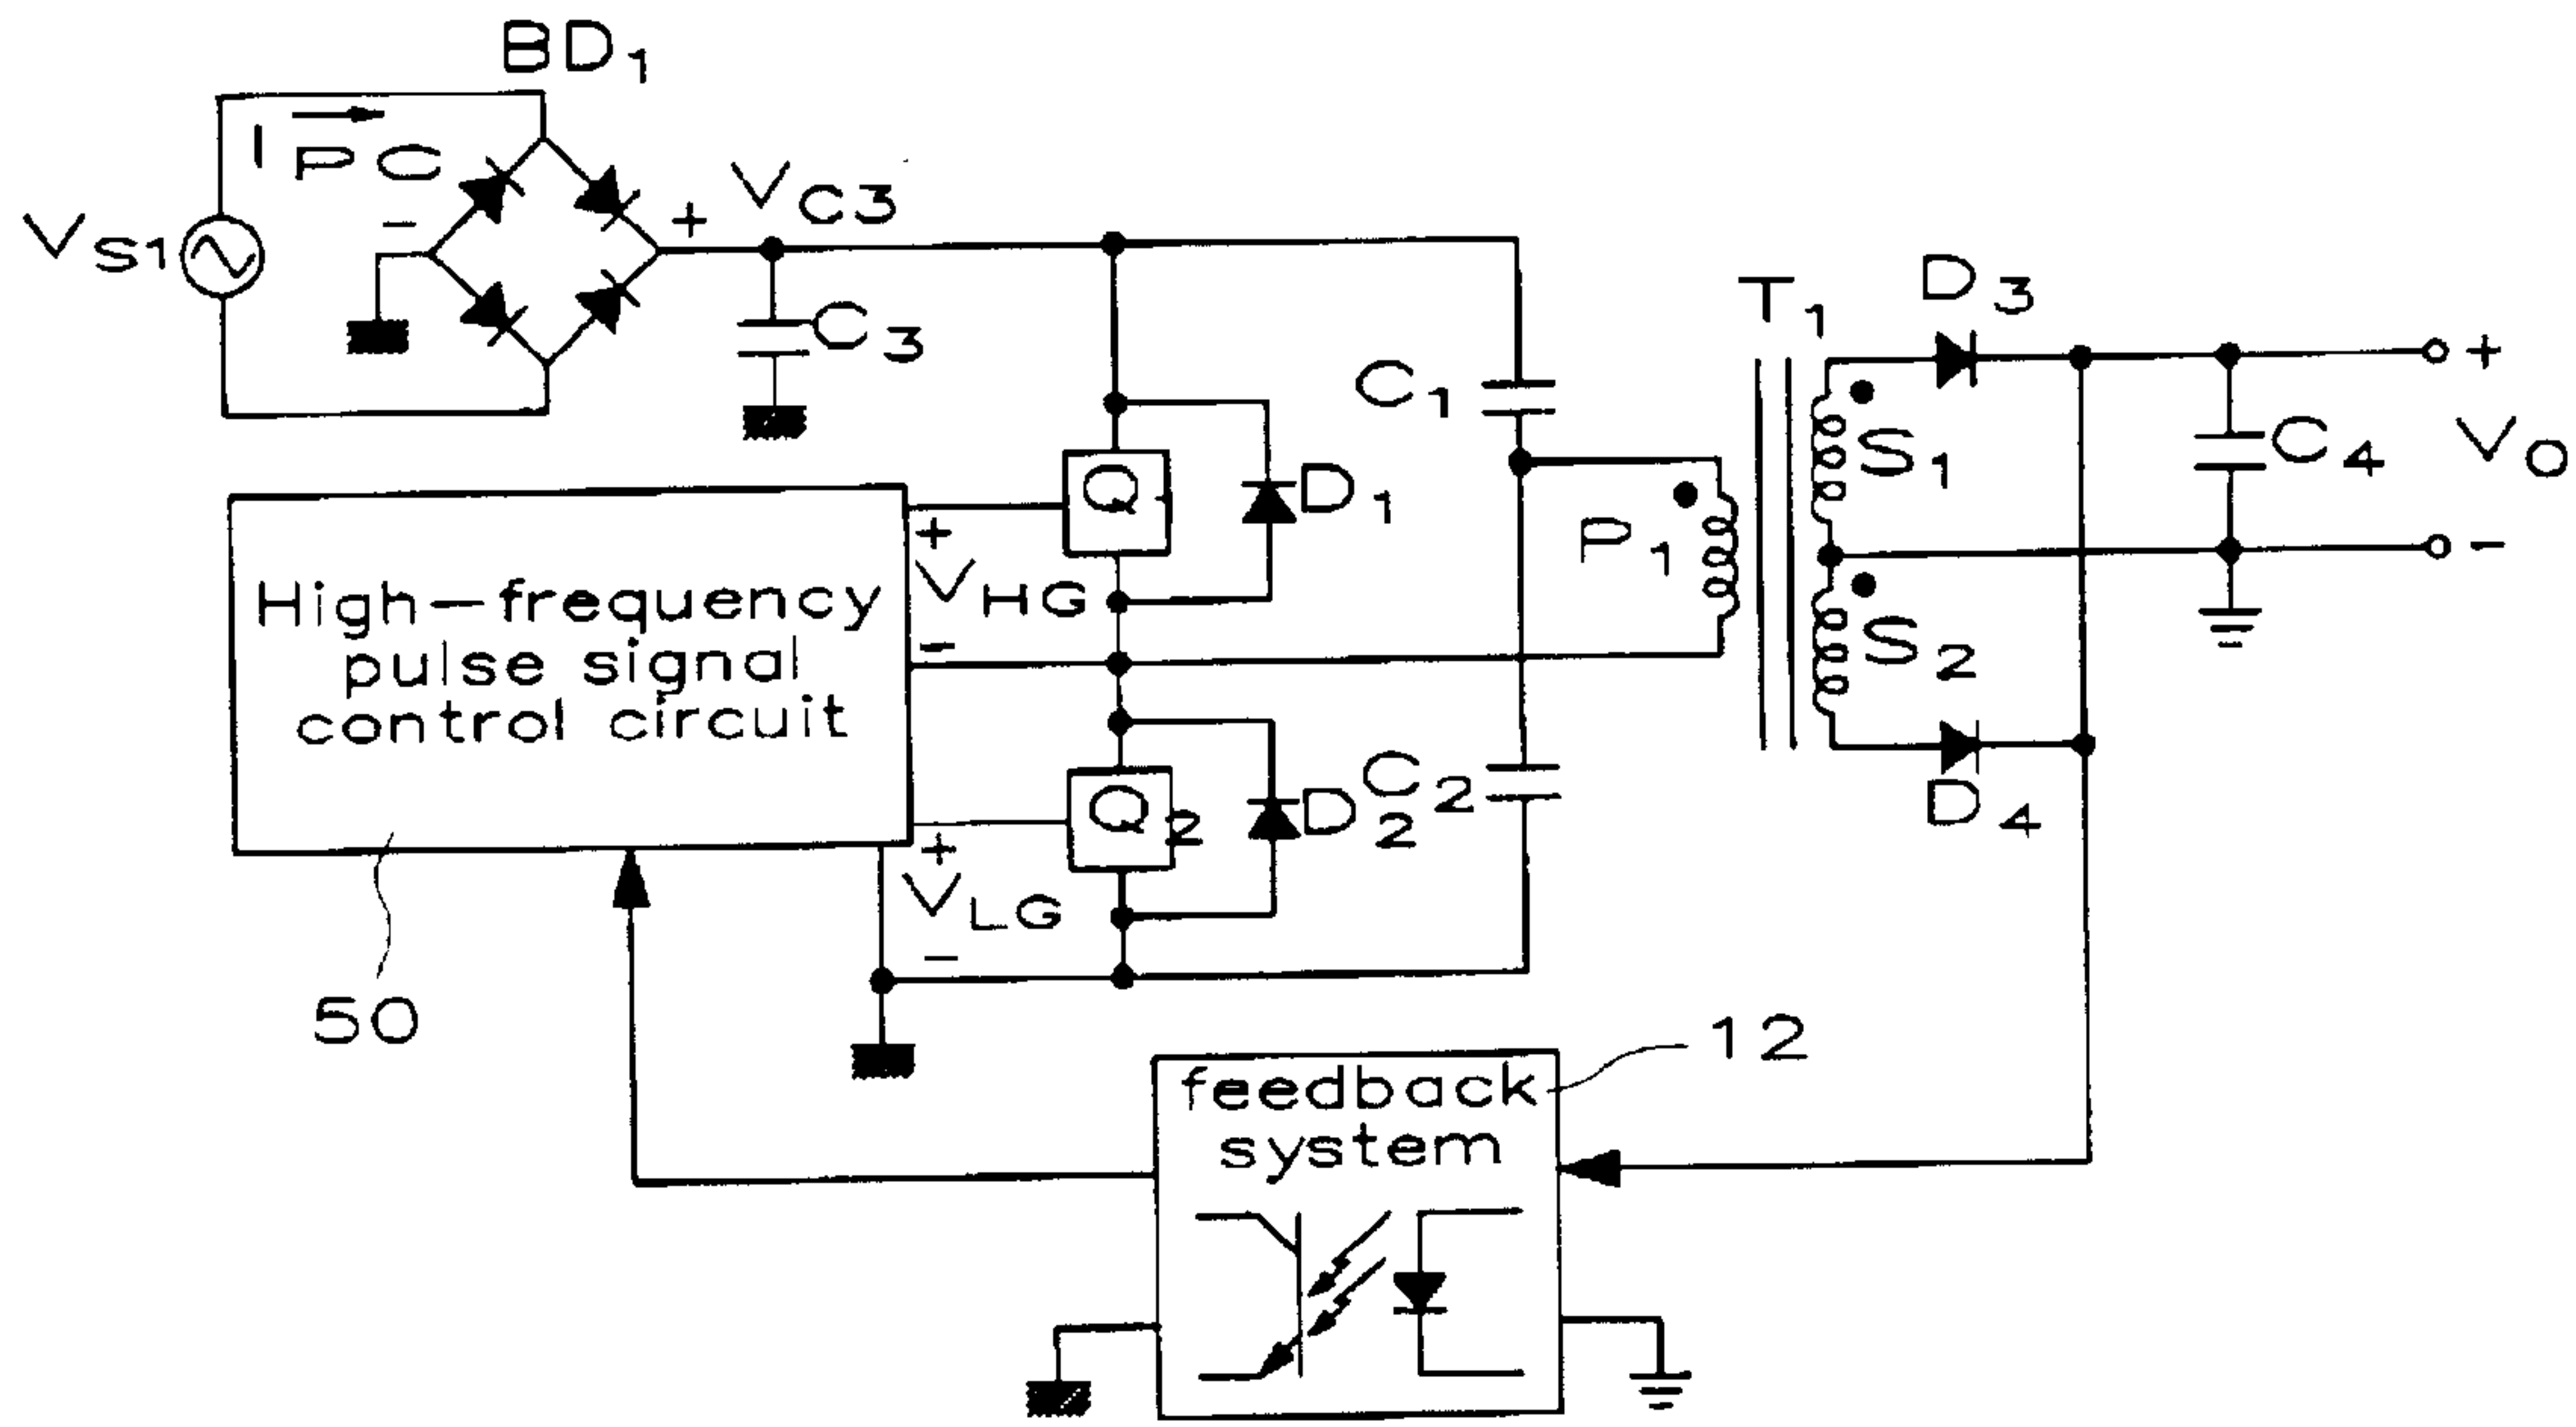 BD1
IPC
VS1
-
+
VC3
C3
C1
T1
D3
+
S1
C4
VO
P1
-
S2
D4
High-frequency
pulse signal
control circuit
+
VHG
-
Q1
D1
Q2
D2
C2
+
VLG
-
50
12
feedback
system